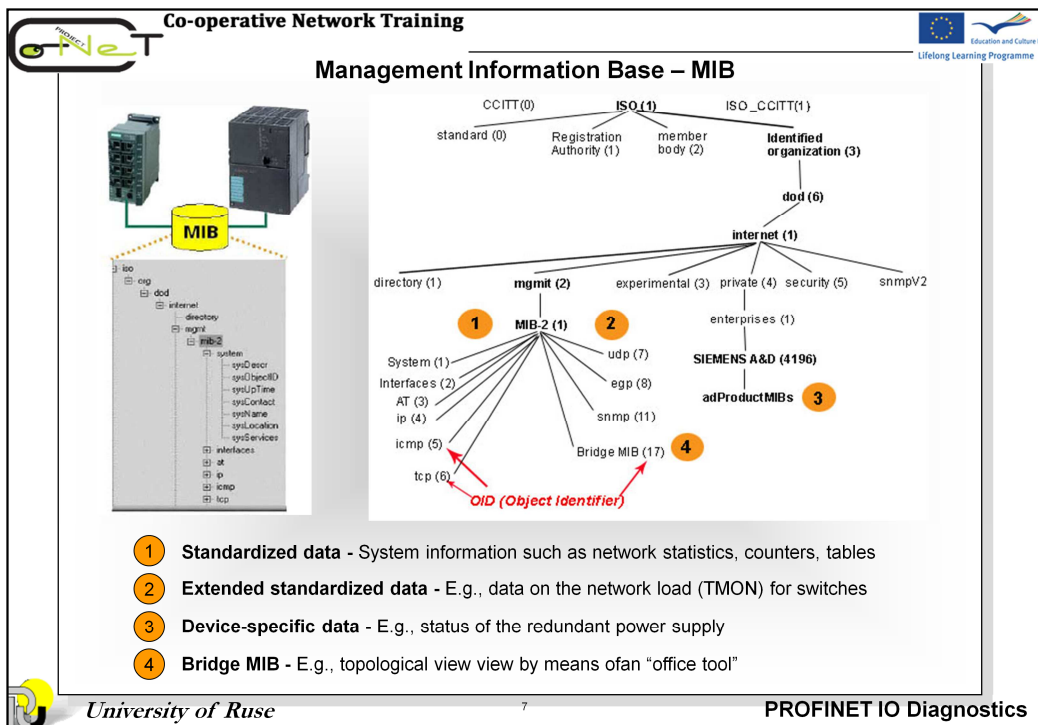 PROJECT
Co-NeT
Co-operative Network Training
Education and Culture
Lifelong Learning Programme
Management Information Base – MIB
MIB
iso
org
dod
internet
directory
mgmt
mib-2
system
sysDescr
sysObjectID
sysUpTime
sysContact
sysName
sysLocation
sysServices
interfaces
at
ip
icmp
tcp
CCITT(0) ISO (1) ISO_CCITT(1)
standard (0)
Registration
Authority (1)
member
body (2)
Identified
organization (3)
dod (6)
internet (1)
directory (1) mgmit (2) experimental (3) private (4) security (5) snmpV2
enterprises (1)
1 MIB-2 (1) 2
System (1)
Interfaces (2)
AT (3)
ip (4)
icmp (5)
tcp (6)
udp (7)
egp (8)
snmp (11)
Bridge MIB (17) 4
SIEMENS A&D (4196)
adProductMIBs 3
OID (Object Identifier)
1 Standardized data - System information such as network statistics, counters, tables
2 Extended standardized data - E.g., data on the network load (TMON) for switches
3 Device-specific data - E.g., status of the redundant power supply
4 Bridge MIB - E.g., topological view view by means ofan “office tool”
University of Ruse
7
PROFINET IO Diagnostics